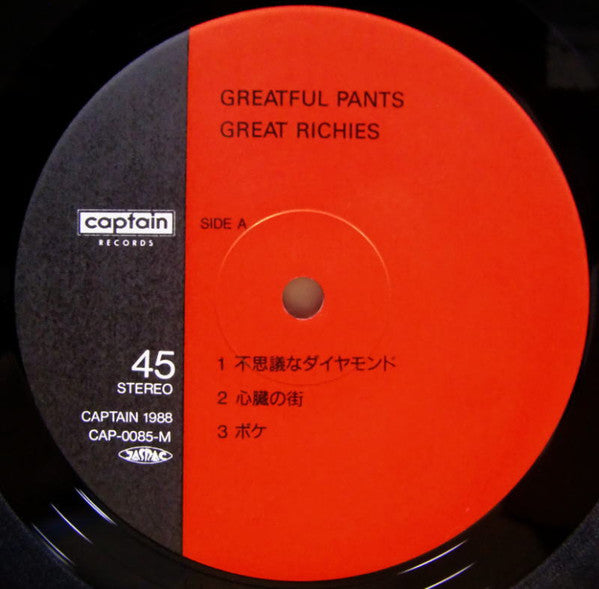 GREATFUL PANTS
GREAT RICHIES
captain
RECORDS
SIDE A
1 不思議なダイヤモンド
2 心臓の街
3 ボケ
45
STEREO
CAPTAIN 1988
CAP-0085-M
JASRAC